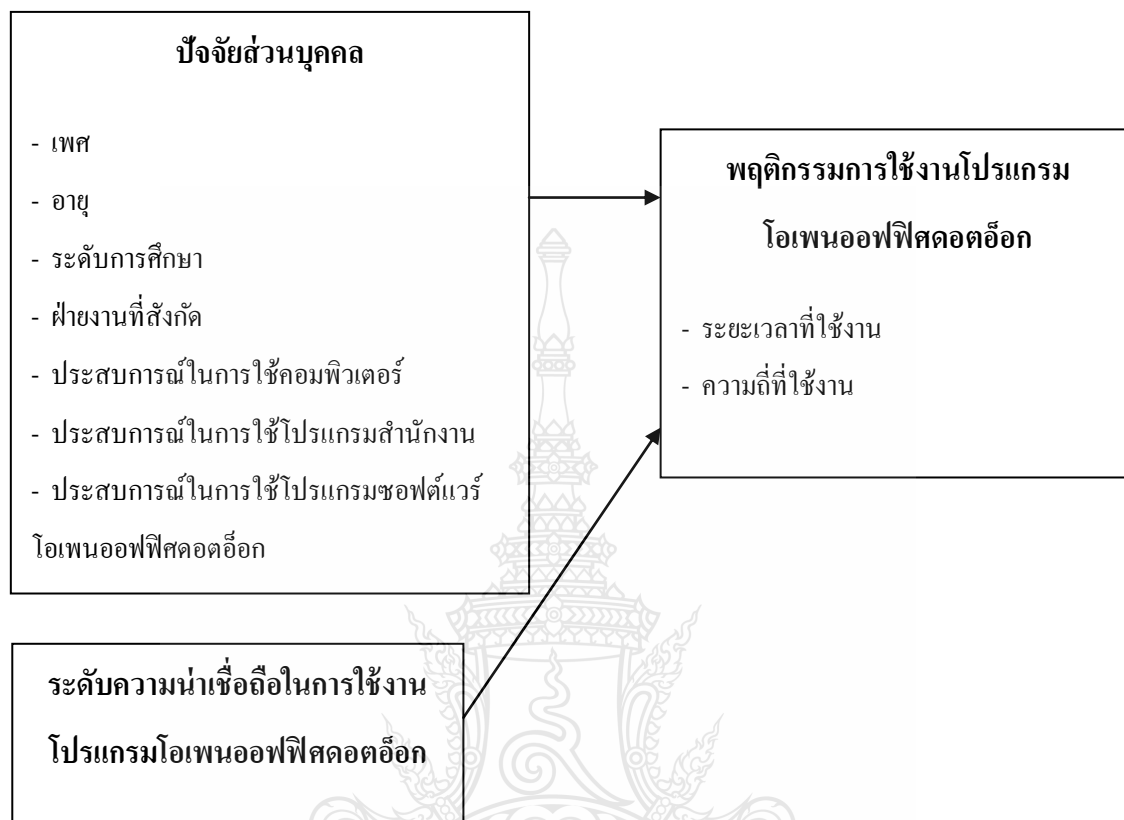 ปัจจัยส่วนบุคคล
- เพศ
- อายุ
- ระดับการศึกษา
- ฝ่ายงานที่สังกัด
- ประสบการณ์ในการใช้คอมพิวเตอร์
- ประสบการณ์ในการใช้โปรแกรมสำนักงาน
- ประสบการณ์ในการใช้โปรแกรมซอฟต์แวร์
โอเพนออฟฟิศดอตอ็อก
พฤติกรรมการใช้งานโปรแกรม
โอเพนออฟฟิศดอตอ็อก
- ระยะเวลาที่ใช้งาน
- ความถี่ที่ใช้งาน
ระดับความน่าเชื่อถือในการใช้งาน
โปรแกรมโอเพนออฟฟิศดอตอ็อก